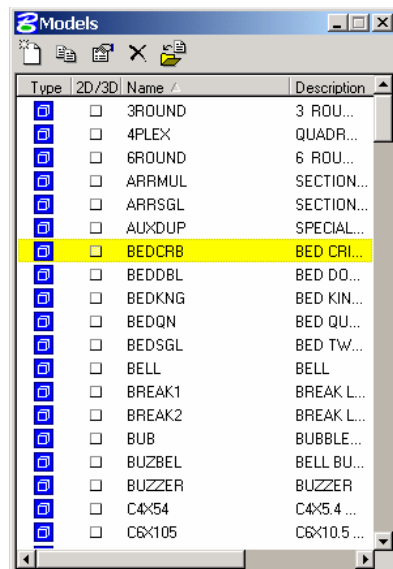 Models
Type 2D/3D Name Description
3ROUND 3 ROU...
4PLEX QUADR...
6ROUND 6 ROU...
ARRMUL SECTION...
ARRSGL SECTION...
AUXDUP SPECIAL...
BEDCRB BED CRI...
BEDDBL BED DO...
BEDKNG BED KIN...
BEDQN BED QU...
BEDSGL BED TW...
BELL BELL
BREAK1 BREAK L...
BREAK2 BREAK L...
BUB BUBBLE...
BUZBEL BELL BU...
BUZZER BUZZER
C4X54 C4X5.4 ...
C6X105 C6X10.5 ...